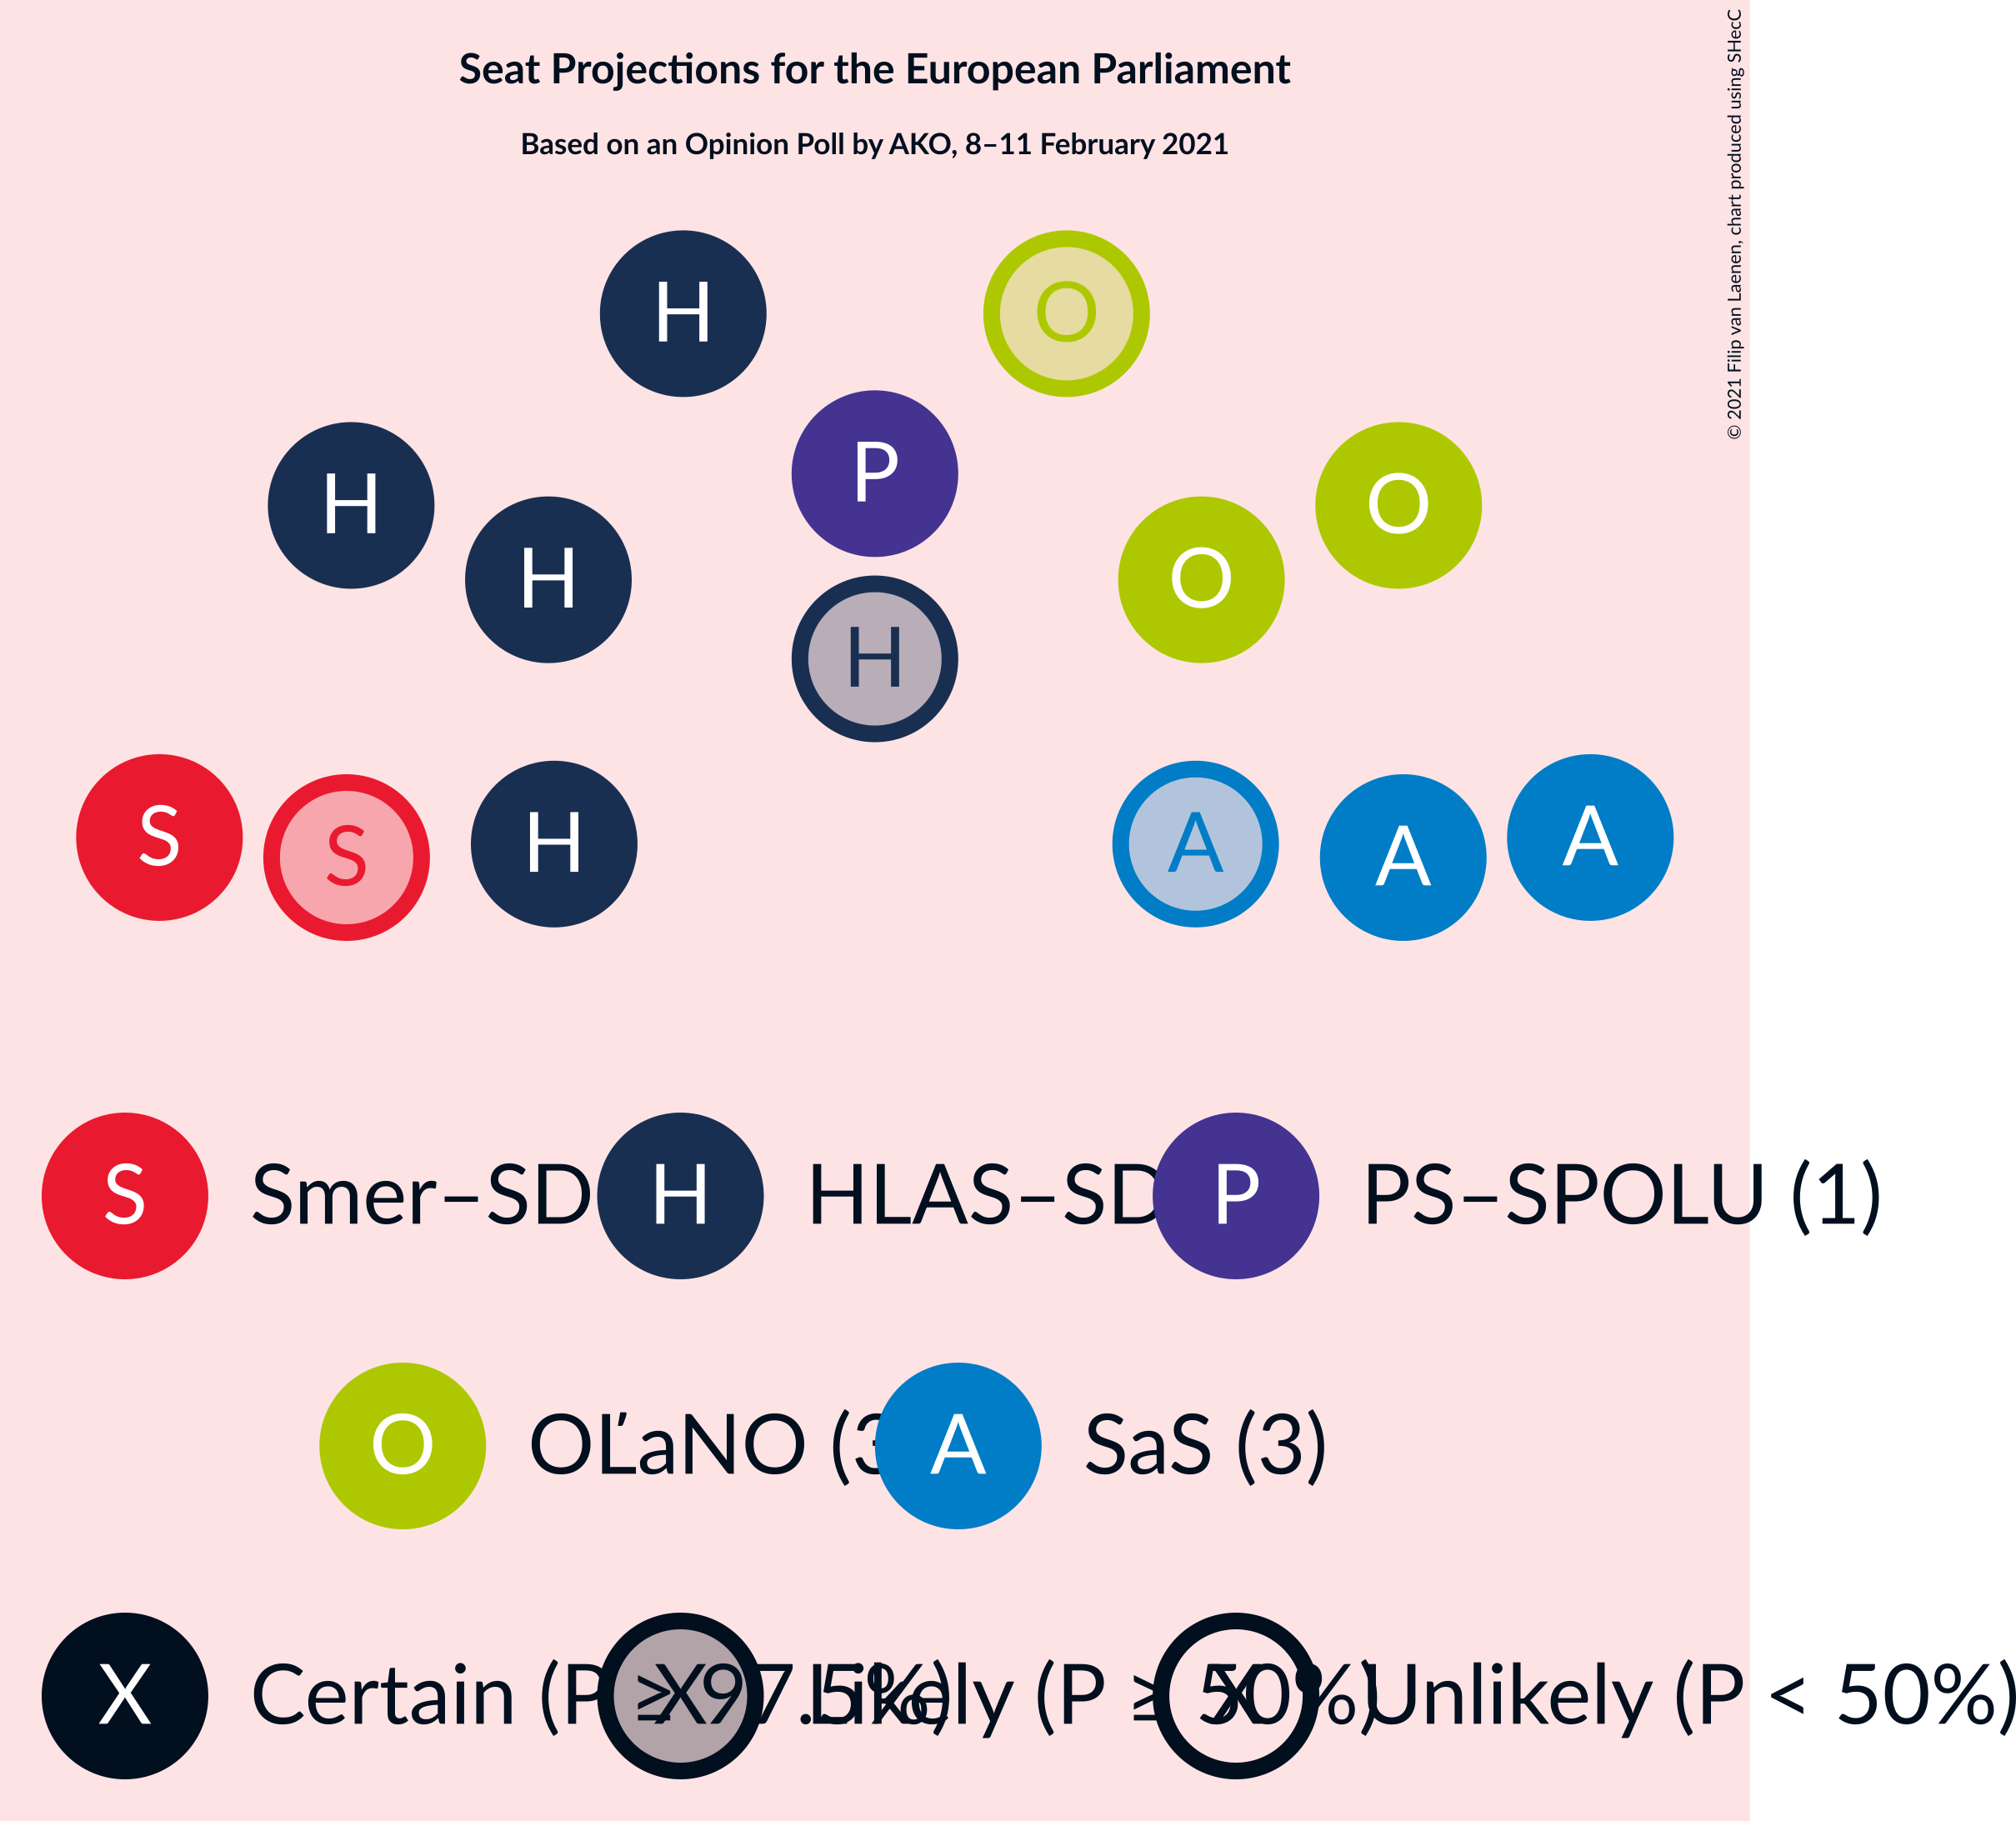 Seat Projections for the European Parliament
Based on an Opinion Poll by AKO, 8–11 February 2021
© 2021 Filip van Laenen, chart produced using SHecC
H O
P
H O
H O
H
S A
S A
H A
S Smer–SD H HLAS–SD P PS–SPOLU (1)
O OĽaNO (3 A SaS (3)
X Certain (P ≥ 97.5% X Likely (P ≥ 50%) X Unlikely (P < 50%)